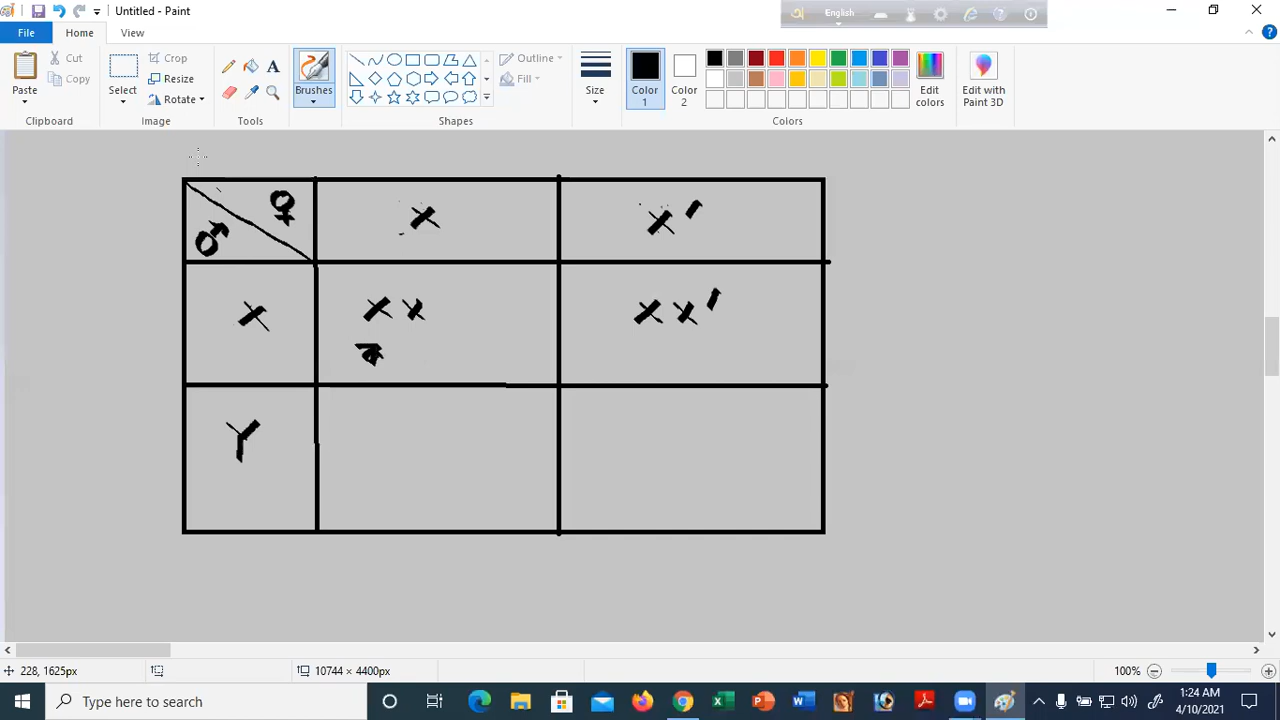 Untitled - Paint
English
File Home View
Paste
Cut
Copy
Clipboard
Select
Crop
Resize
Rotate
Image
A
Tools
Brushes
Outline
Fill
Shapes
Size
Color
1
Color
2
Edit
colors
Colors
Edit with
Paint 3D
♀ X X'
♂
X XX XX'
Y
228, 1625px
10744 × 4400px
100%
Type here to search
1:24 AM
4/10/2021